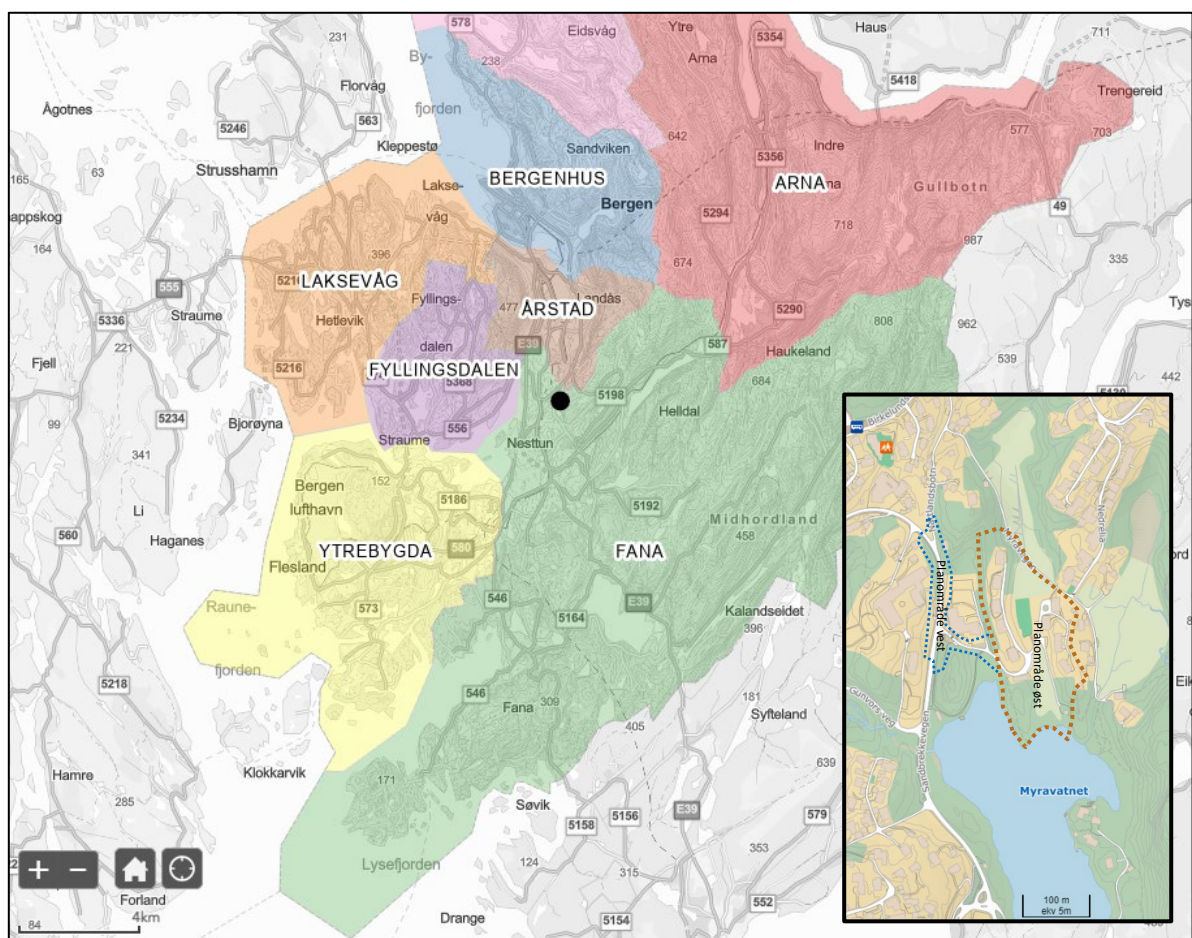 578
Eidsvåg
238
Ytre
Arna
5354
Haus
711
5418
Trengereid
231
Florvåg
By-
fjorden
Ågotnes
5246
563
Kleppestø
Strusshamn
63
165
642
577
703
Sandviken
BERGENHUS
Bergen
5356
Indre
ARNA
Gullbotn
Lakse-
våg
5294
718
49
987
164
396
674
335
LAKSEVÅG
Fyllings-
dalen
477
Landås
ÅRSTAD
5290
808
555
Straume
5336
221
Hetlevik
E39
587
Haukeland
962
539
Fjell
5216
FYLLINGSDALEN
5368
684
442
99
5234
Bjorøyna
5198
Helldal
556
Straume
Nesttun
341
Bergen
lufthavn
152
5186
5192
Midhordland
458
Li
560
Haganes
Flesland
YTREBYGDA
580
FANA
573
546
5164
E39
Kalandseidet
396
Raune-
fjorden
5218
546
Fana
309
181
Syfteland
405
639
Hamre
285
Klokkarvik
171
Søvik
5158
5156
E39
579
Lysefjorden
124
353
315
552
Forland
Drange
5154
4km
84
Birkelunds
Nedrelia
Planområde vest
Planområde øst
Gunvors veg
Sandbrekkevegen
Myravatnet
100 m
ekv 5m